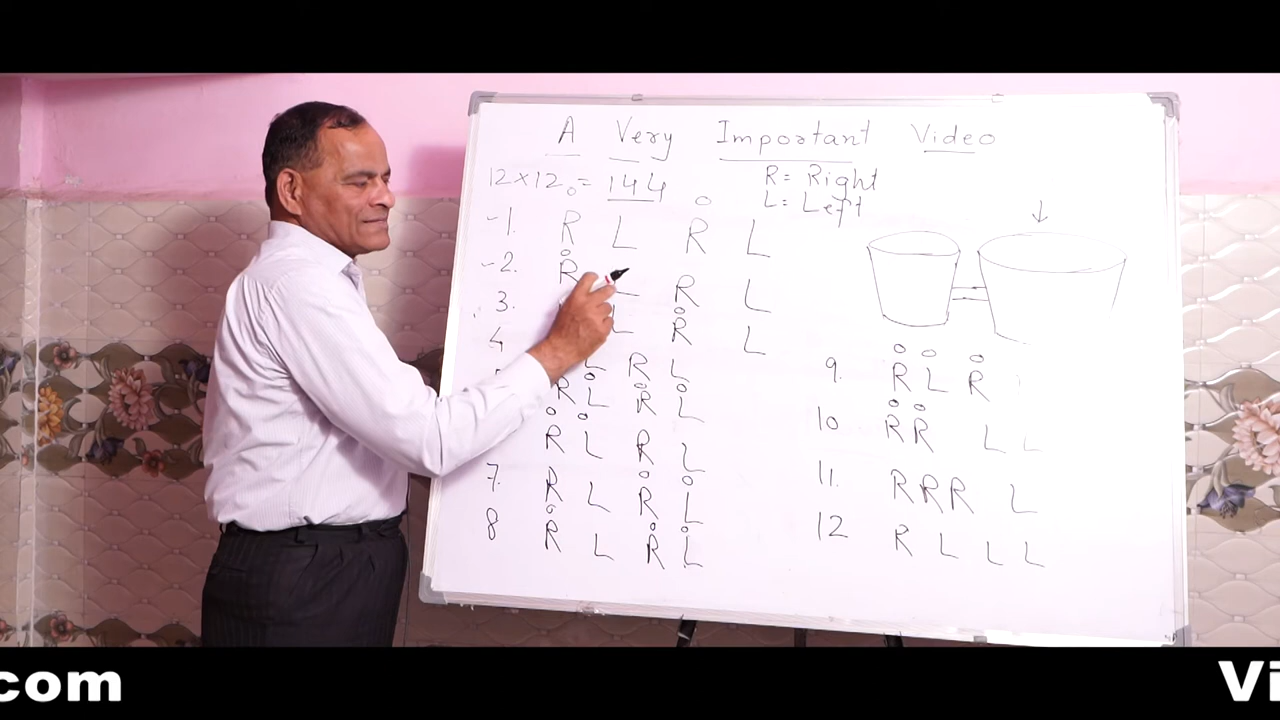 A Very Important Video
12×12 = 144
R = Right
L = Left
1. R L R L
2. R
3. L R L
4 L R L
L R L
R L R L
R L R L
7. R L R L
8 R L R L
9. R L R
10 R R L L
11. R R R L
12 R L L L
com
Vi